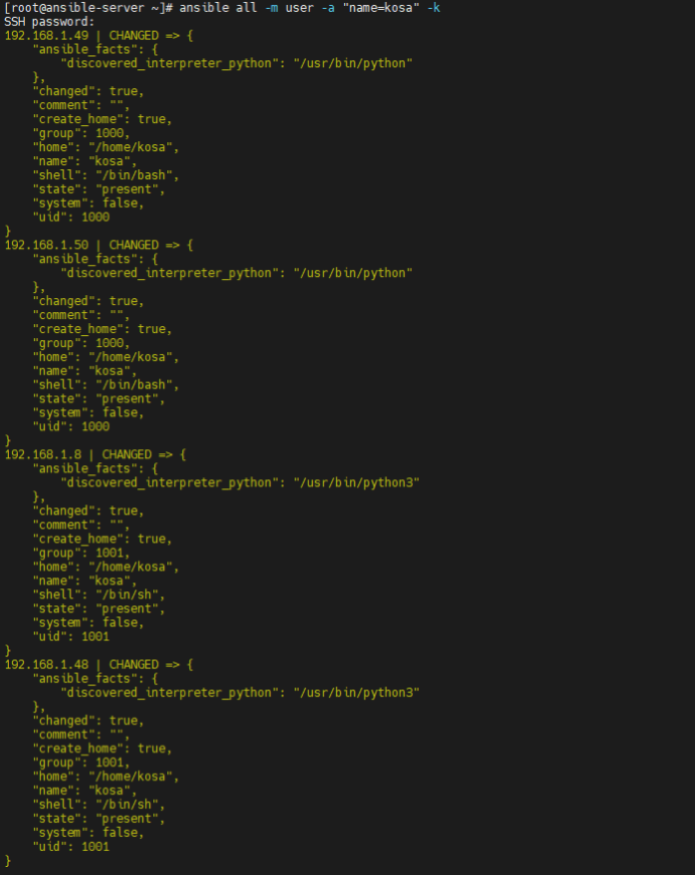 [root@ansible-server ~]# ansible all -m user -a "name=kosa" -k
SSH password:
192.168.1.49 | CHANGED => {
    "ansible_facts": {
        "discovered_interpreter_python": "/usr/bin/python"
    },
    "changed": true,
    "comment": "",
    "create_home": true,
    "group": 1000,
    "home": "/home/kosa",
    "name": "kosa",
    "shell": "/bin/bash",
    "state": "present",
    "system": false,
    "uid": 1000
}
192.168.1.50 | CHANGED => {
    "ansible_facts": {
        "discovered_interpreter_python": "/usr/bin/python"
    },
    "changed": true,
    "comment": "",
    "create_home": true,
    "group": 1000,
    "home": "/home/kosa",
    "name": "kosa",
    "shell": "/bin/bash",
    "state": "present",
    "system": false,
    "uid": 1000
}
192.168.1.8 | CHANGED => {
    "ansible_facts": {
        "discovered_interpreter_python": "/usr/bin/python3"
    },
    "changed": true,
    "comment": "",
    "create_home": true,
    "group": 1001,
    "home": "/home/kosa",
    "name": "kosa",
    "shell": "/bin/sh",
    "state": "present",
    "system": false,
    "uid": 1001
}
192.168.1.48 | CHANGED => {
    "ansible_facts": {
        "discovered_interpreter_python": "/usr/bin/python3"
    },
    "changed": true,
    "comment": "",
    "create_home": true,
    "group": 1001,
    "home": "/home/kosa",
    "name": "kosa",
    "shell": "/bin/sh",
    "state": "present",
    "system": false,
    "uid": 1001
}